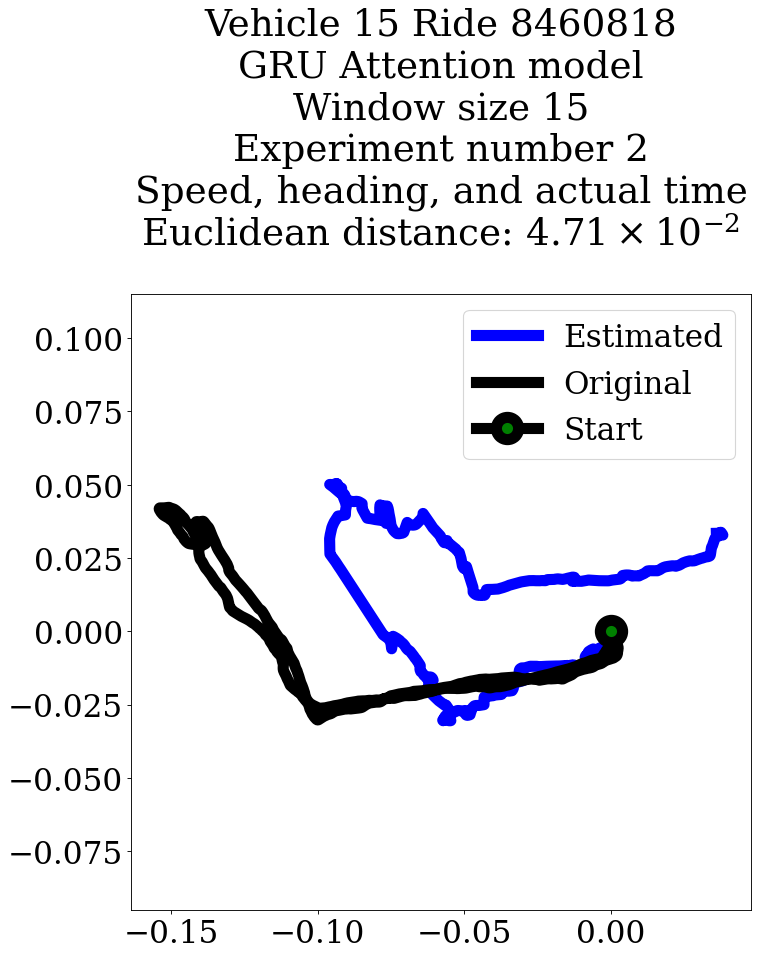 Vehicle 15 Ride 8460818
GRU Attention model
Window size 15
Experiment number 2
Speed, heading, and actual time
Euclidean distance: 4.71 × 10⁻²
Estimated
Original
Start
0.100
0.075
0.050
0.025
0.000
−0.025
−0.050
−0.075
−0.15 −0.10 −0.05 0.00